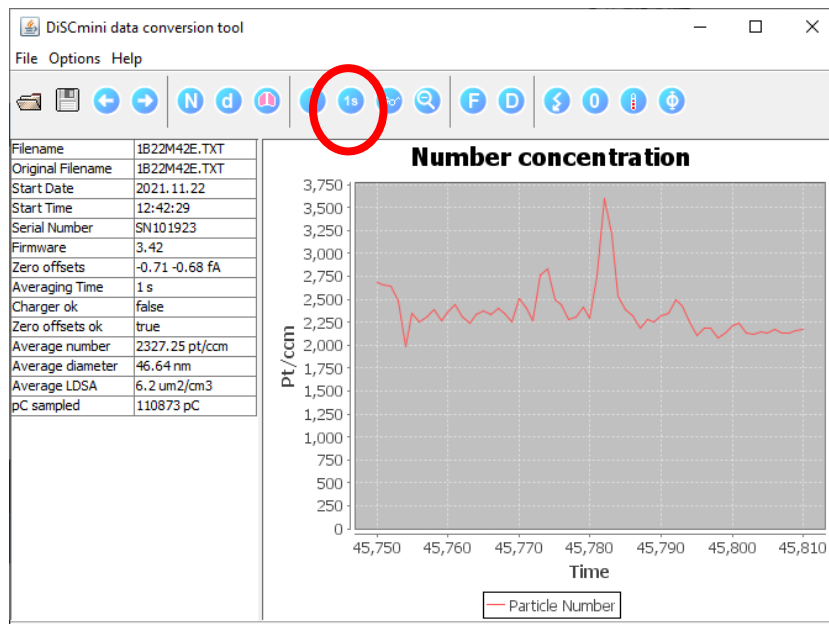 DiSCmini data conversion tool
File Options Help
N d 1s F D 0 Φ
Filename 1B22M42E.TXT
Original Filename 1B22M42E.TXT
Start Date 2021.11.22
Start Time 12:42:29
Serial Number SN101923
Firmware 3.42
Zero offsets -0.71 -0.68 fA
Averaging Time 1 s
Charger ok false
Zero offsets ok true
Average number 2327.25 pt/ccm
Average diameter 46.64 nm
Average LDSA 6.2 um2/cm3
pC sampled 110873 pC
Number concentration
3,750
3,500
3,250
3,000
2,750
2,500
2,250
2,000
1,750
1,500
1,250
1,000
750
500
250
0
Pt/ccm
45,750 45,760 45,770 45,780 45,790 45,800 45,810
Time
Particle Number